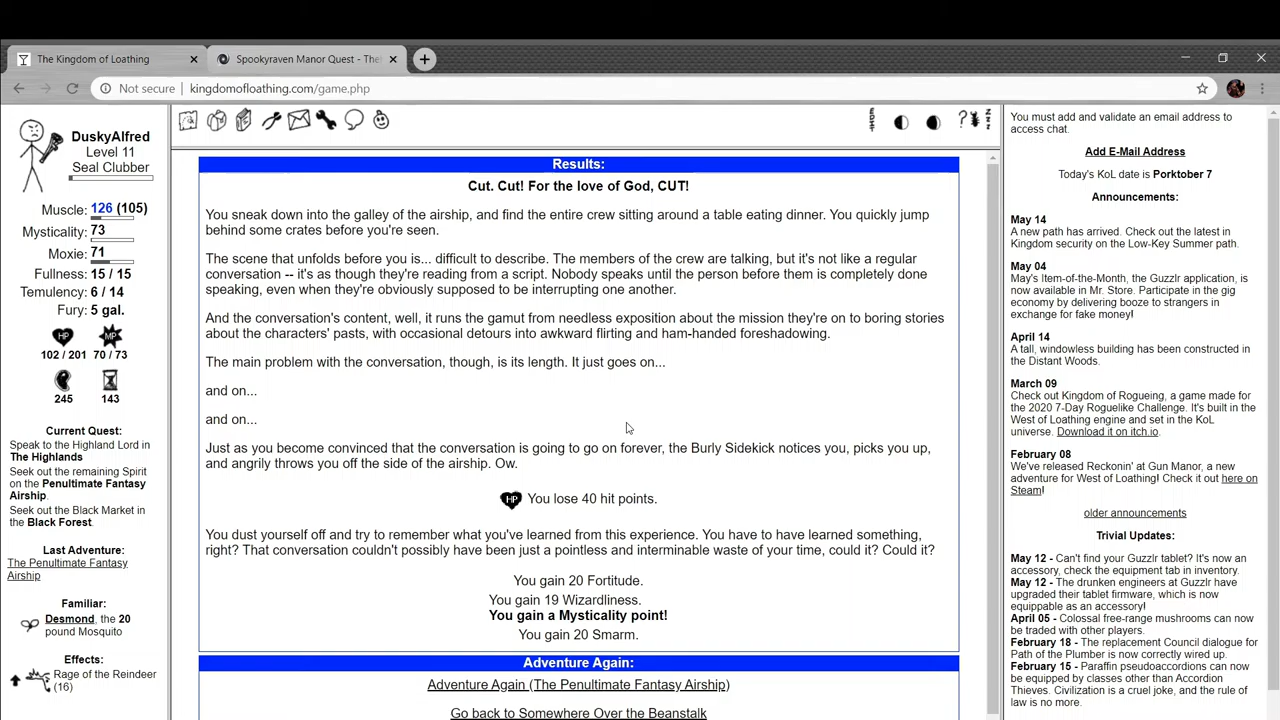 The Kingdom of Loathing
Spookyraven Manor Quest - The
Not secure kingdomofloathing.com/game.php
DuskyAlfred
Level 11
Seal Clubber
Muscle: 126 (105)
Mysticality: 73
Moxie: 71
Fullness: 15 / 15
Temulency: 6 / 14
Fury: 5 gal.
HP MP
102 / 201 70 / 73
245 143
Current Quest:
Speak to the Highland Lord in
The Highlands
Seek out the remaining Spirit
on the Penultimate Fantasy
Airship.
Seek out the Black Market in
the Black Forest.
Last Adventure:
The Penultimate Fantasy
Airship
Familiar:
Desmond, the 20
pound Mosquito
Effects:
Rage of the Reindeer
(16)
Results:
Cut. Cut! For the love of God, CUT!
You sneak down into the galley of the airship, and find the entire crew sitting around a table eating dinner. You quickly jump
behind some crates before you're seen.
The scene that unfolds before you is... difficult to describe. The members of the crew are talking, but it's not like a regular
conversation -- it's as though they're reading from a script. Nobody speaks until the person before them is completely done
speaking, even when they're obviously supposed to be interrupting one another.
And the conversation's content, well, it runs the gamut from needless exposition about the mission they're on to boring stories
about the characters' pasts, with occasional detours into awkward flirting and ham-handed foreshadowing.
The main problem with the conversation, though, is its length. It just goes on...
and on...
and on...
Just as you become convinced that the conversation is going to go on forever, the Burly Sidekick notices you, picks you up,
and angrily throws you off the side of the airship. Ow.
HP You lose 40 hit points.
You dust yourself off and try to remember what you've learned from this experience. You have to have learned something,
right? That conversation couldn't possibly have been just a pointless and interminable waste of your time, could it? Could it?
You gain 20 Fortitude.
You gain 19 Wizardliness.
You gain a Mysticality point!
You gain 20 Smarm.
Adventure Again:
Adventure Again (The Penultimate Fantasy Airship)
Go back to Somewhere Over the Beanstalk
You must add and validate an email address to
access chat.
Add E-Mail Address
Today's KoL date is Porktober 7
Announcements:
May 14
A new path has arrived. Check out the latest in
Kingdom security on the Low-Key Summer path.
May 04
May's Item-of-the-Month, the Guzzlr application, is
now available in Mr. Store. Participate in the gig
economy by delivering booze to strangers in
exchange for fake money!
April 14
A tall, windowless building has been constructed in
the Distant Woods.
March 09
Check out Kingdom of Rogueing, a game made for
the 2020 7-Day Roguelike Challenge. It's built in the
West of Loathing engine and set in the KoL
universe. Download it on itch.io.
February 08
We've released Reckonin' at Gun Manor, a new
adventure for West of Loathing! Check it out here on
Steam!
older announcements
Trivial Updates:
May 12 - Can't find your Guzzlr tablet? It's now an
accessory, check the equipment tab in inventory.
May 12 - The drunken engineers at Guzzlr have
upgraded their tablet firmware, which is now
equippable as an accessory!
April 05 - Colossal free-range mushrooms can now
be traded with other players.
February 18 - The replacement Council dialogue for
Path of the Plumber is now correctly wired up.
February 15 - Paraffin pseudoaccordions can now
be equipped by classes other than Accordion
Thieves. Civilization is a cruel joke, and the rule of
law is no more.